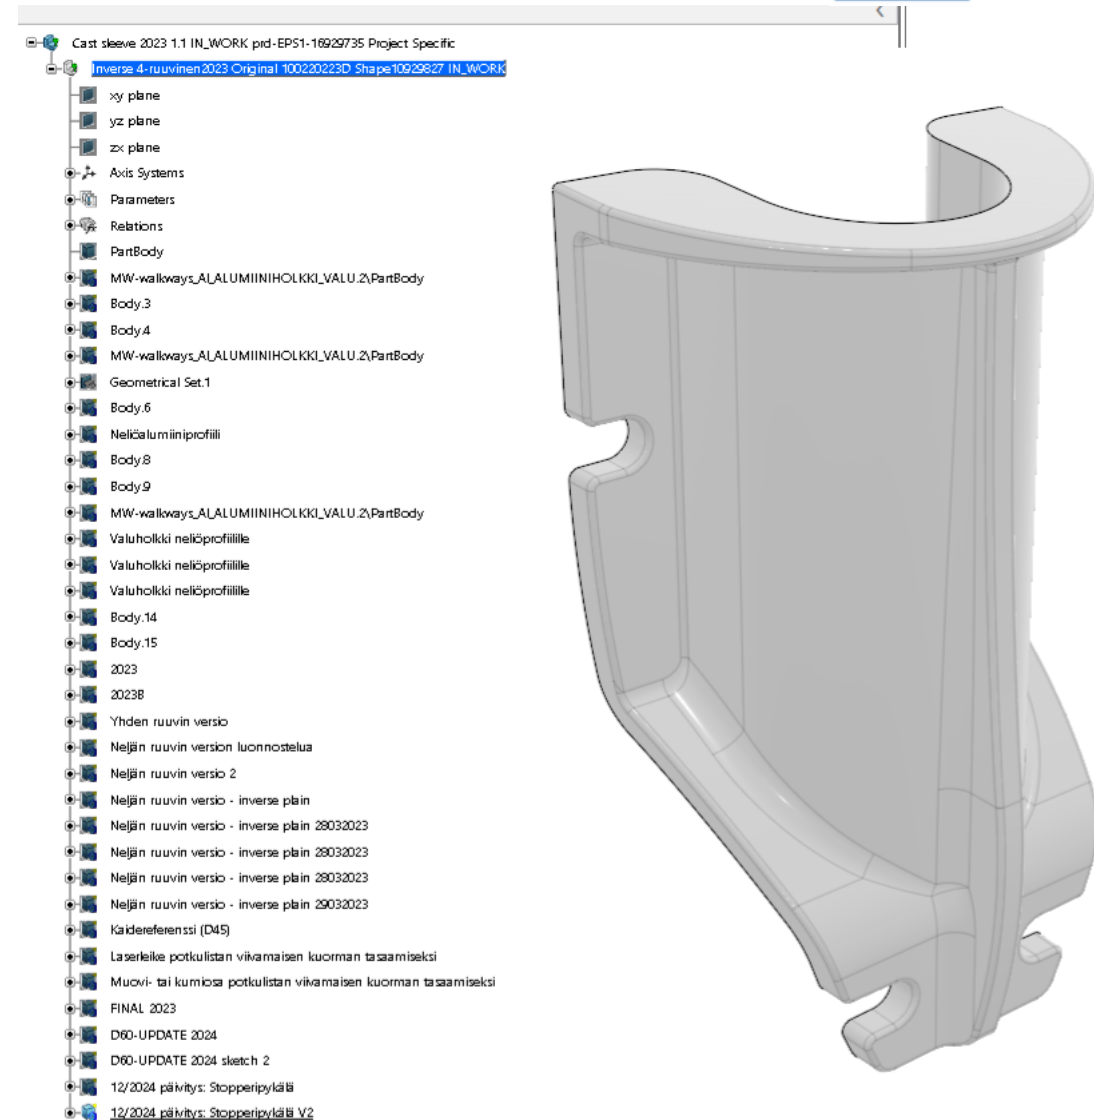 Cast sleeve 2023 1.1 IN_WORK prd-EPS1-16929735 Project Specific
Inverse 4-ruuvinen2023 Original 100220223D Shape10929827 IN_WORK
xy plane
yz plane
zx plane
Axis Systems
Parameters
Relations
PartBody
MW-walkways_Al_ALUMIINIHOLKKI_VALU.2\PartBody
Body.3
Body.4
MW-walkways_Al_ALUMIINIHOLKKI_VALU.2\PartBody
Geometrical Set.1
Body.6
Neliöalumiiniprofiili
Body.8
Body.9
MW-walkways_Al_ALUMIINIHOLKKI_VALU.2\PartBody
Valuholkki neliöprofiilille
Valuholkki neliöprofiilille
Valuholkki neliöprofiilille
Body.14
Body.15
2023
2023B
Yhden ruuvin versio
Neljän ruuvin version luonnostelua
Neljän ruuvin versio 2
Neljän ruuvin versio - inverse plain
Neljän ruuvin versio - inverse plain 28032023
Neljän ruuvin versio - inverse plain 28032023
Neljän ruuvin versio - inverse plain 28032023
Neljän ruuvin versio - inverse plain 29032023
Kaidereferenssi (D45)
Laserleike potkulistan viivamaisen kuorman tasaamiseksi
Muovi- tai kumiosa potkulistan viivamaisen kuorman tasaamiseksi
FINAL 2023
D60-UPDATE 2024
D60-UPDATE 2024 sketch 2
12/2024 päivitys: Stopperipykälä
12/2024 päivitys: Stopperipykälä V2